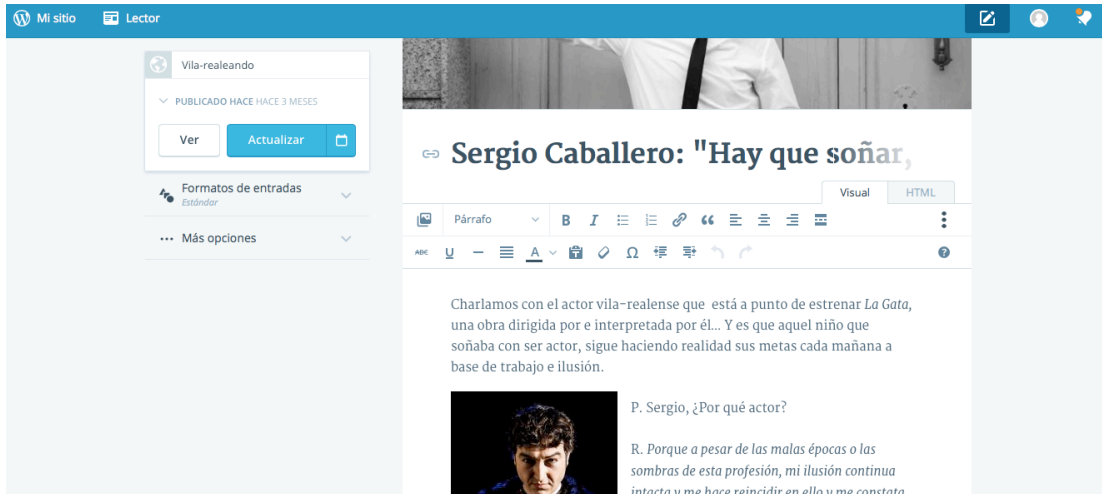 Mi sitio
Lector
Vila-realeando
PUBLICADO HACE HACE 3 MESES
Ver
Actualizar
Formatos de entradas
Estándar
Más opciones
Sergio Caballero: "Hay que soñar,
Visual
HTML
Párrafo
B I
ABC U A Ω
Charlamos con el actor vila-realense que  está a punto de estrenar La Gata,
una obra dirigida por e interpretada por él... Y es que aquel niño que
soñaba con ser actor, sigue haciendo realidad sus metas cada mañana a
base de trabajo e ilusión.
P. Sergio, ¿Por qué actor?
R. Porque a pesar de las malas épocas o las
sombras de esta profesión, mi ilusión continua
intacta y me hace reincidir en ello y me constata